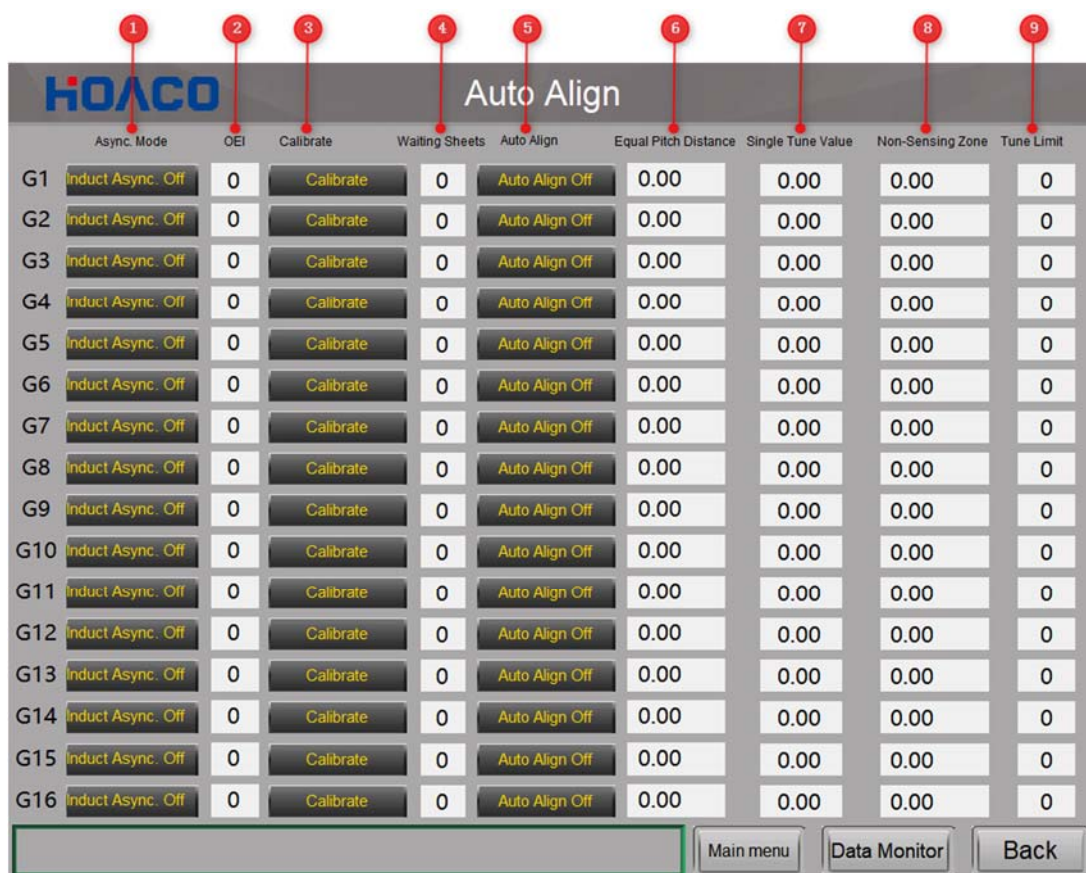 1 2 3 4 5 6 7 8 9
HOACO Auto Align
Async. Mode OEI Calibrate Waiting Sheets Auto Align Equal Pitch Distance Single Tune Value Non-Sensing Zone Tune Limit
G1 Induct Async. Off 0 Calibrate 0 Auto Align Off 0.00 0.00 0.00 0
G2 Induct Async. Off 0 Calibrate 0 Auto Align Off 0.00 0.00 0.00 0
G3 Induct Async. Off 0 Calibrate 0 Auto Align Off 0.00 0.00 0.00 0
G4 Induct Async. Off 0 Calibrate 0 Auto Align Off 0.00 0.00 0.00 0
G5 Induct Async. Off 0 Calibrate 0 Auto Align Off 0.00 0.00 0.00 0
G6 Induct Async. Off 0 Calibrate 0 Auto Align Off 0.00 0.00 0.00 0
G7 Induct Async. Off 0 Calibrate 0 Auto Align Off 0.00 0.00 0.00 0
G8 Induct Async. Off 0 Calibrate 0 Auto Align Off 0.00 0.00 0.00 0
G9 Induct Async. Off 0 Calibrate 0 Auto Align Off 0.00 0.00 0.00 0
G10 Induct Async. Off 0 Calibrate 0 Auto Align Off 0.00 0.00 0.00 0
G11 Induct Async. Off 0 Calibrate 0 Auto Align Off 0.00 0.00 0.00 0
G12 Induct Async. Off 0 Calibrate 0 Auto Align Off 0.00 0.00 0.00 0
G13 Induct Async. Off 0 Calibrate 0 Auto Align Off 0.00 0.00 0.00 0
G14 Induct Async. Off 0 Calibrate 0 Auto Align Off 0.00 0.00 0.00 0
G15 Induct Async. Off 0 Calibrate 0 Auto Align Off 0.00 0.00 0.00 0
G16 Induct Async. Off 0 Calibrate 0 Auto Align Off 0.00 0.00 0.00 0
Main menu Data Monitor Back